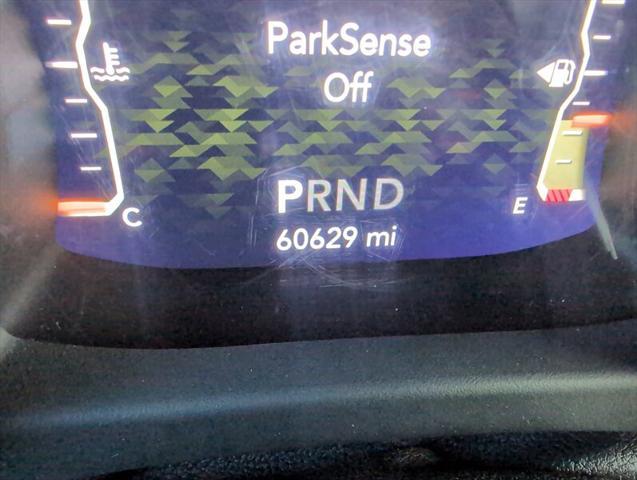 ParkSense
Off
PRND
C
E
60629 mi